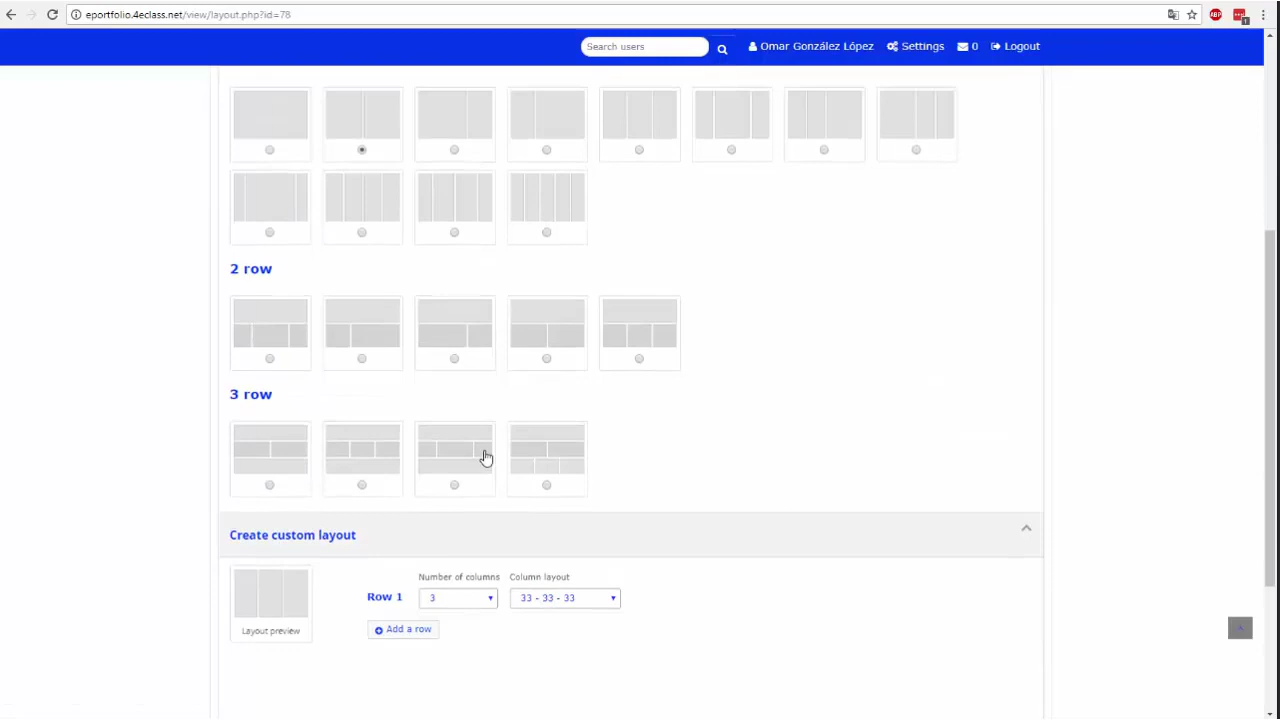 eportfolio.4eclass.net/view/layout.php?id=78
ABP
1
Search users
Omar González López
Settings
0
Logout
2 row
3 row
Create custom layout
Number of columns
Column layout
Row 1
3
33 - 33 - 33
Layout preview
Add a row